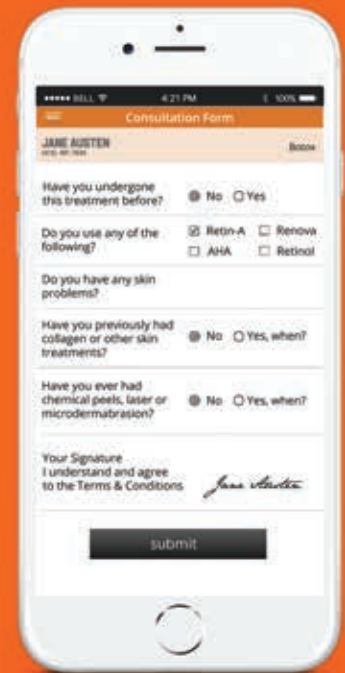 BELL 4:21 PM 100%
Consultation Form
JANE AUSTEN
Botox
Have you undergone
this treatment before? No Yes
Do you use any of the
following? Retin-A Renova
AHA Retinol
Do you have any skin
problems?
Have you previously had
collagen or other skin
treatments? No Yes, when?
Have you ever had
chemical peels, laser or
microdermabrasion? No Yes, when?
Your Signature
I understand and agree
to the Terms & Conditions Jane Austen
submit